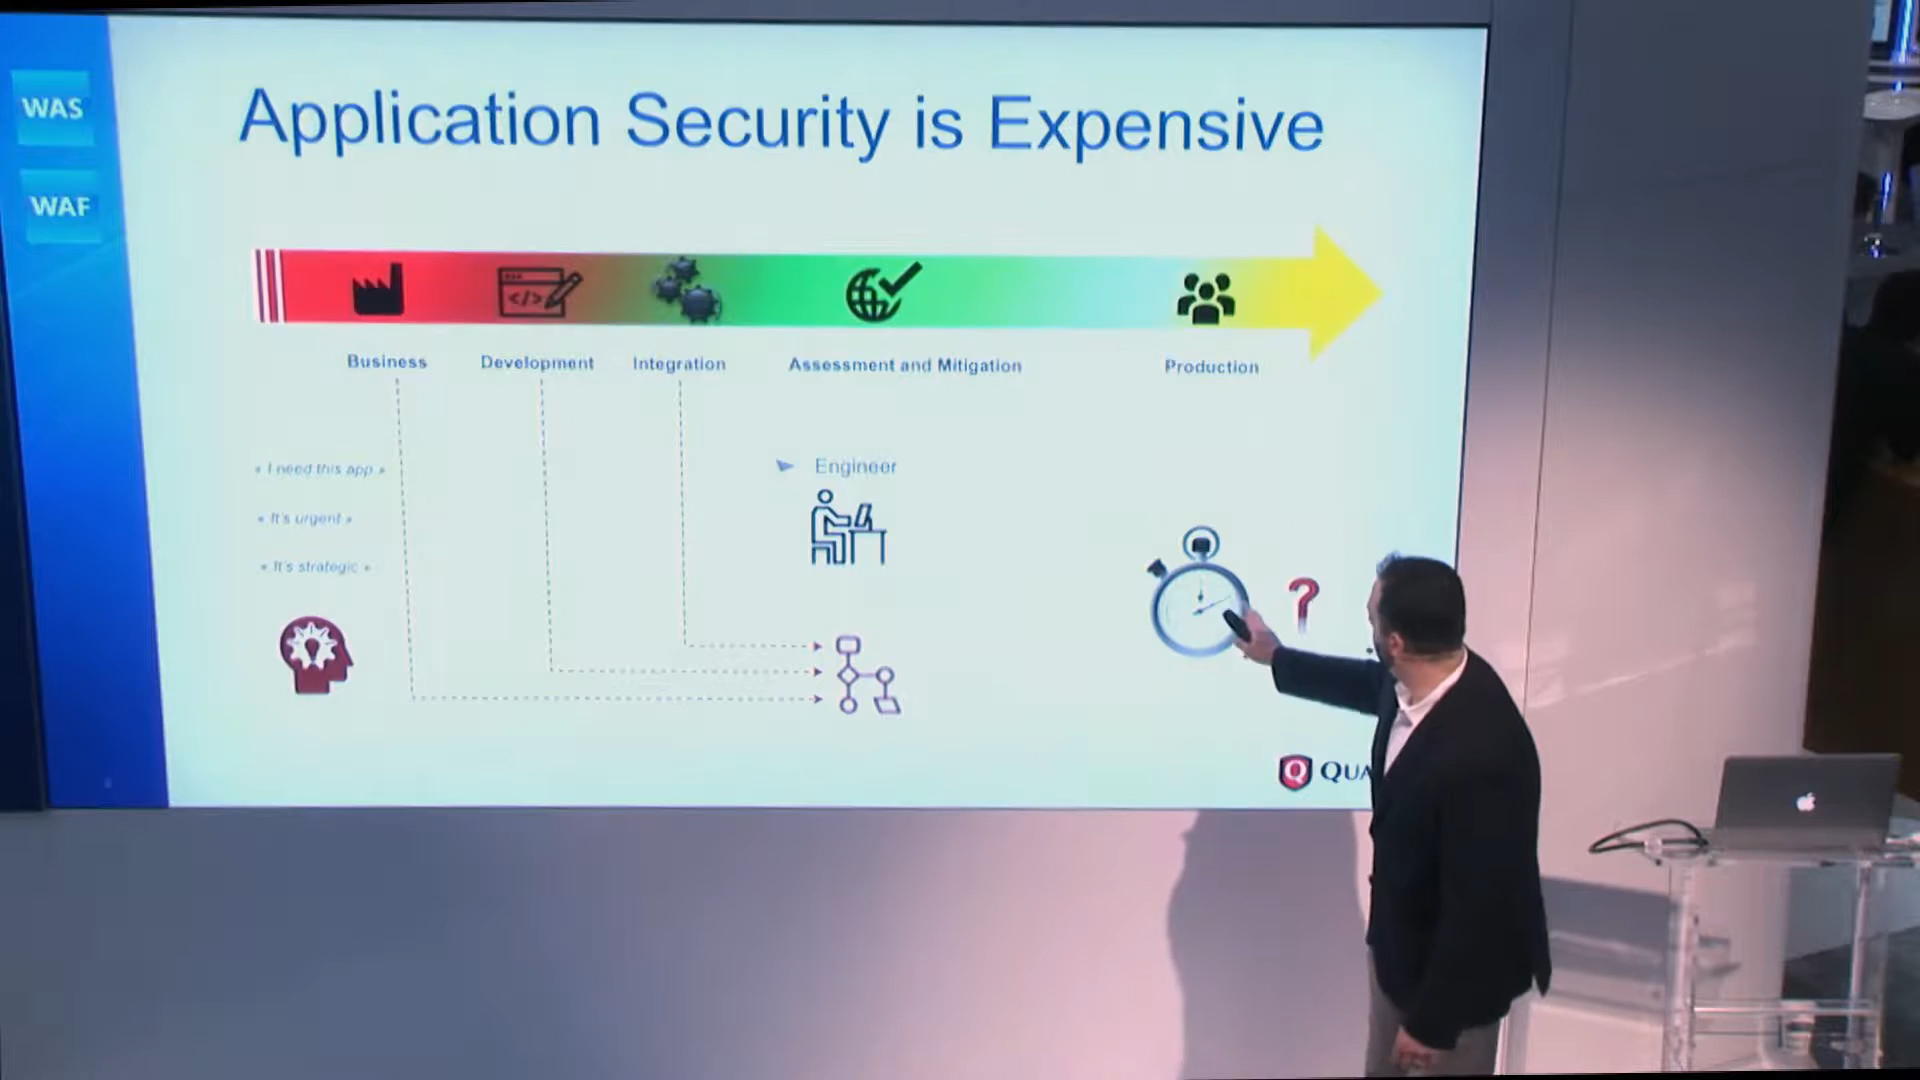 WAS
WAF
Application Security is Expensive
Business
Development
Integration
Assessment and Mitigation
Production
« I need this app »
« It's urgent »
« It's strategic »
Engineer
?
Q QUA